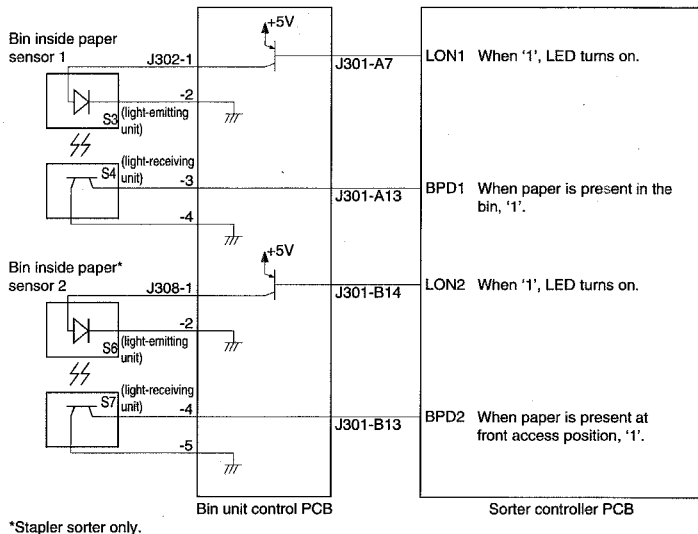 +5V
Bin inside paper
sensor 1
J302-1
J301-A7
LON1 When ‘1’, LED turns on.
-2
S3
(light-emitting
unit)
S4
(light-receiving
unit)
-3
J301-A13
BPD1 When paper is present in the
bin, ‘1’.
-4
+5V
Bin inside paper*
sensor 2
J308-1
J301-B14
LON2 When ‘1’, LED turns on.
-2
S6
(light-emitting
unit)
S7
(light-receiving
unit)
-4
J301-B13
BPD2 When paper is present at
front access position, ‘1’.
-5
Bin unit control PCB
Sorter controller PCB
*Stapler sorter only.